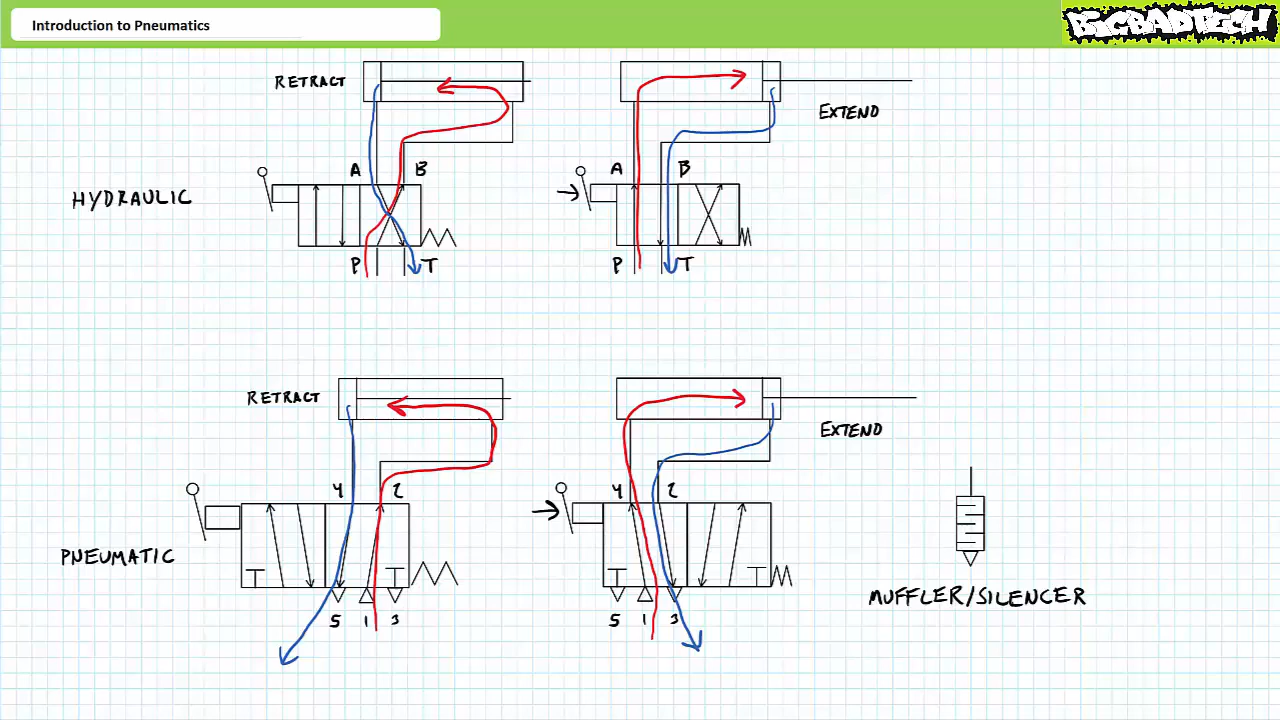 Introduction to Pneumatics
BIGBADTECH
RETRACT
EXTEND
A B
A B
HYDRAULIC
P T
P T
RETRACT
EXTEND
4 2
4 2
PNEUMATIC
5 1 3
5 1 3
MUFFLER/SILENCER